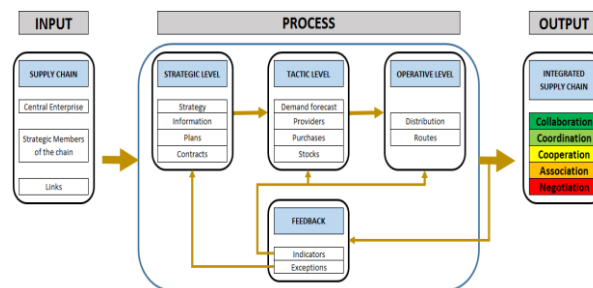 INPUT
PROCESS
OUTPUT
SUPPLY CHAIN
Central Enterprise
Strategic Members
of the chain
Links
STRATEGIC LEVEL
Strategy
Information
Plans
Contracts
TACTIC LEVEL
Demand forecast
Providers
Purchases
Stocks
OPERATIVE LEVEL
Distribution
Routes
FEEDBACK
Indicators
Exceptions
INTEGRATED
SUPPLY CHAIN
Collaboration
Coordination
Cooperation
Association
Negotiation